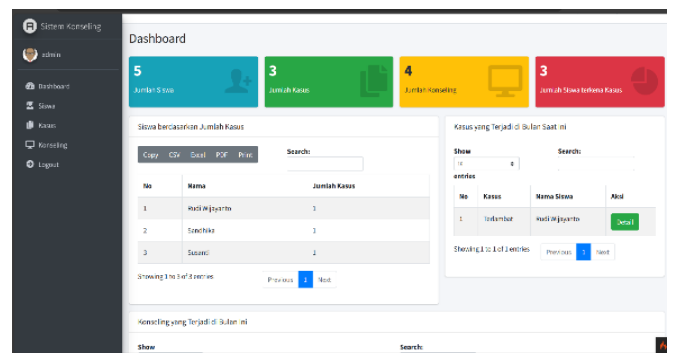 Sistem Konseling
admin
Dashboard
Siswa
Kasus
Konseling
Logout
Dashboard
5
Jumlah Siswa
3
Jumlah Kasus
4
Jumlah Konseling
3
Jumlah Siswa terkena Kasus
Siswa berdasarkan Jumlah Kasus
Copy CSV Excel PDF Print
Search:
No Nama Jumlah Kasus
1 Rudi Wijayanto 1
2 Sandhika 1
3 Susanti 1
Showing 1 to 3 of 3 entries
Previous 1 Next
Kasus yang Terjadi di Bulan Saat ini
Show
10
entries
Search:
No Kasus Nama Siswa Aksi
1 Terlambat Rudi Wijayanto Detail
Showing 1 to 1 of 1 entries
Previous 1 Next
Konseling yang Terjadi di Bulan ini
Show
Search: